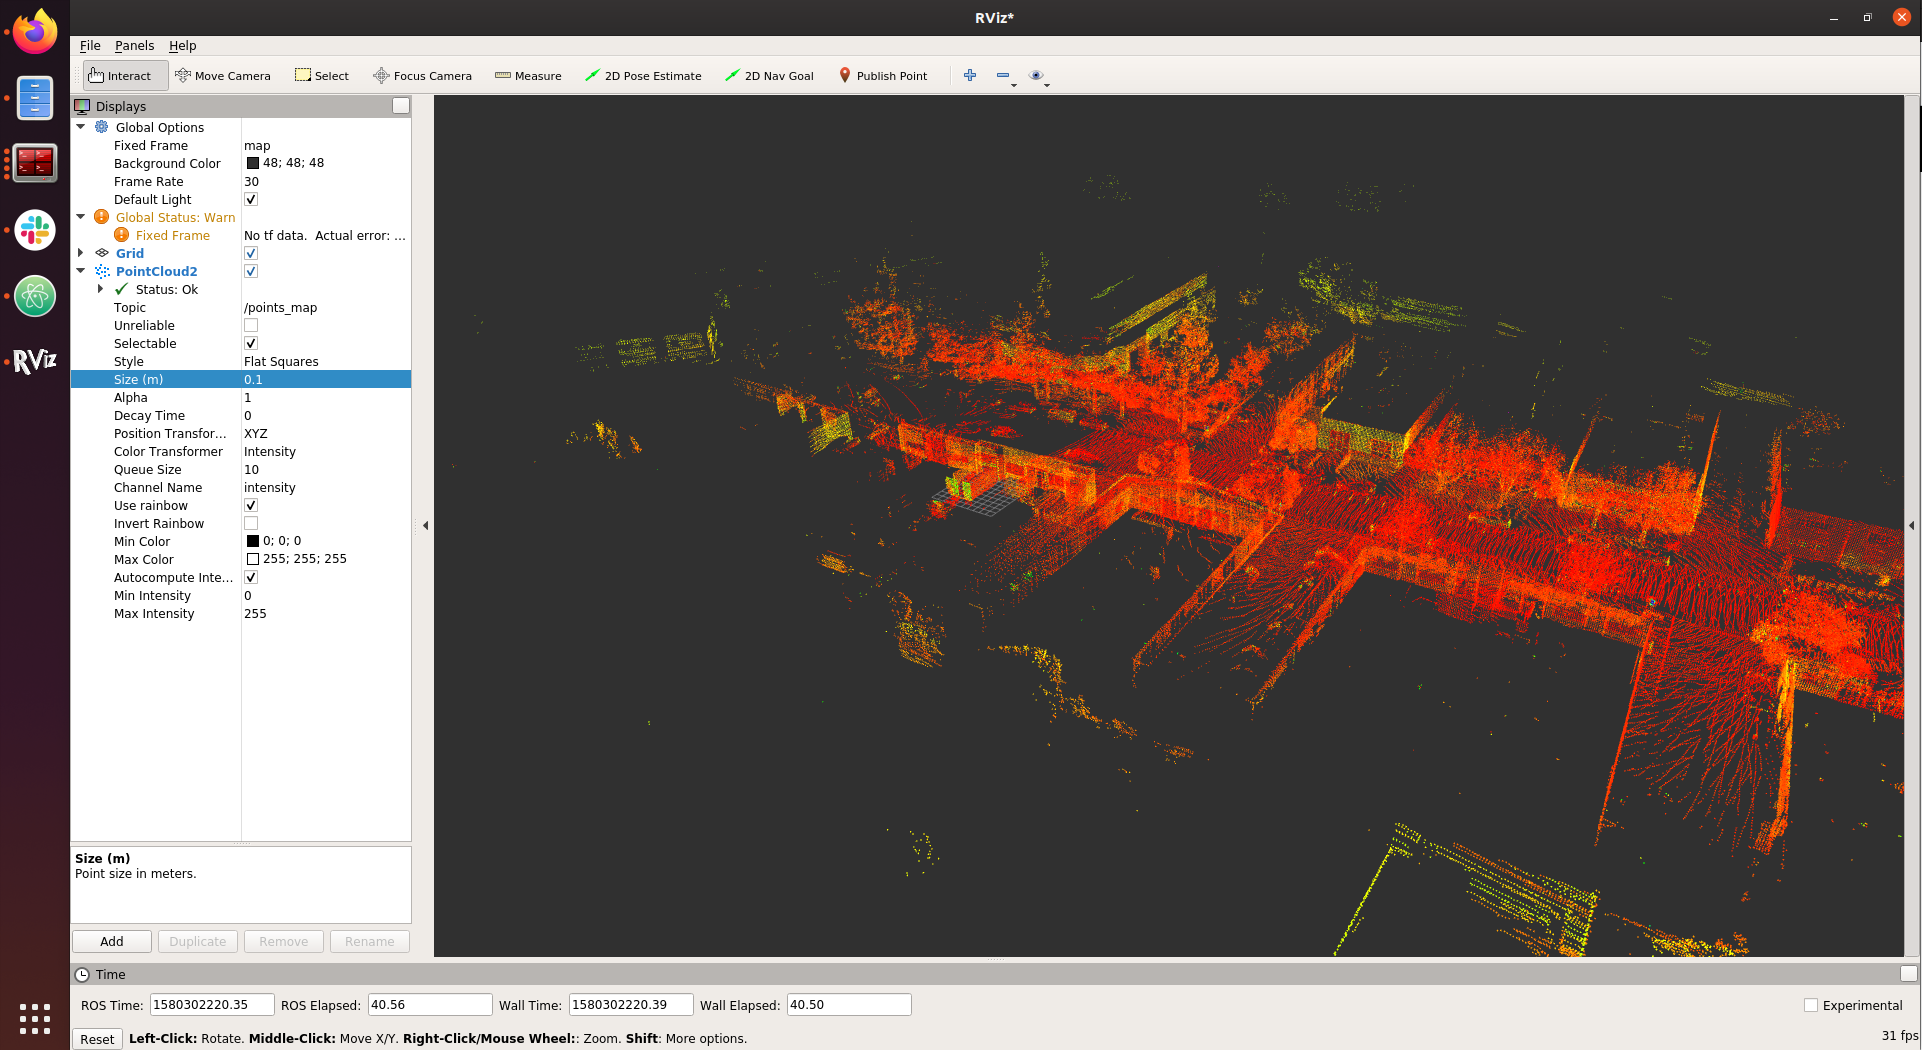 RViz*
File Panels Help
Interact Move Camera Select Focus Camera Measure 2D Pose Estimate 2D Nav Goal Publish Point
Displays
Global Options
Fixed Frame map
Background Color 48; 48; 48
Frame Rate 30
Default Light
Global Status: Warn
Fixed Frame No tf data. Actual error: ...
Grid
PointCloud2
Status: Ok
Topic /points_map
Unreliable
Selectable
Style Flat Squares
Size (m) 0.1
Alpha 1
Decay Time 0
Position Transfor... XYZ
Color Transformer Intensity
Queue Size 10
Channel Name intensity
Use rainbow
Invert Rainbow
Min Color 0; 0; 0
Max Color 255; 255; 255
Autocompute Inte...
Min Intensity 0
Max Intensity 255
RViz
Size (m)
Point size in meters.
Add Duplicate Remove Rename
Time
ROS Time: 1580302220.35 ROS Elapsed: 40.56 Wall Time: 1580302220.39 Wall Elapsed: 40.50 Experimental
Reset Left-Click: Rotate. Middle-Click: Move X/Y. Right-Click/Mouse Wheel:: Zoom. Shift: More options. 31 fps